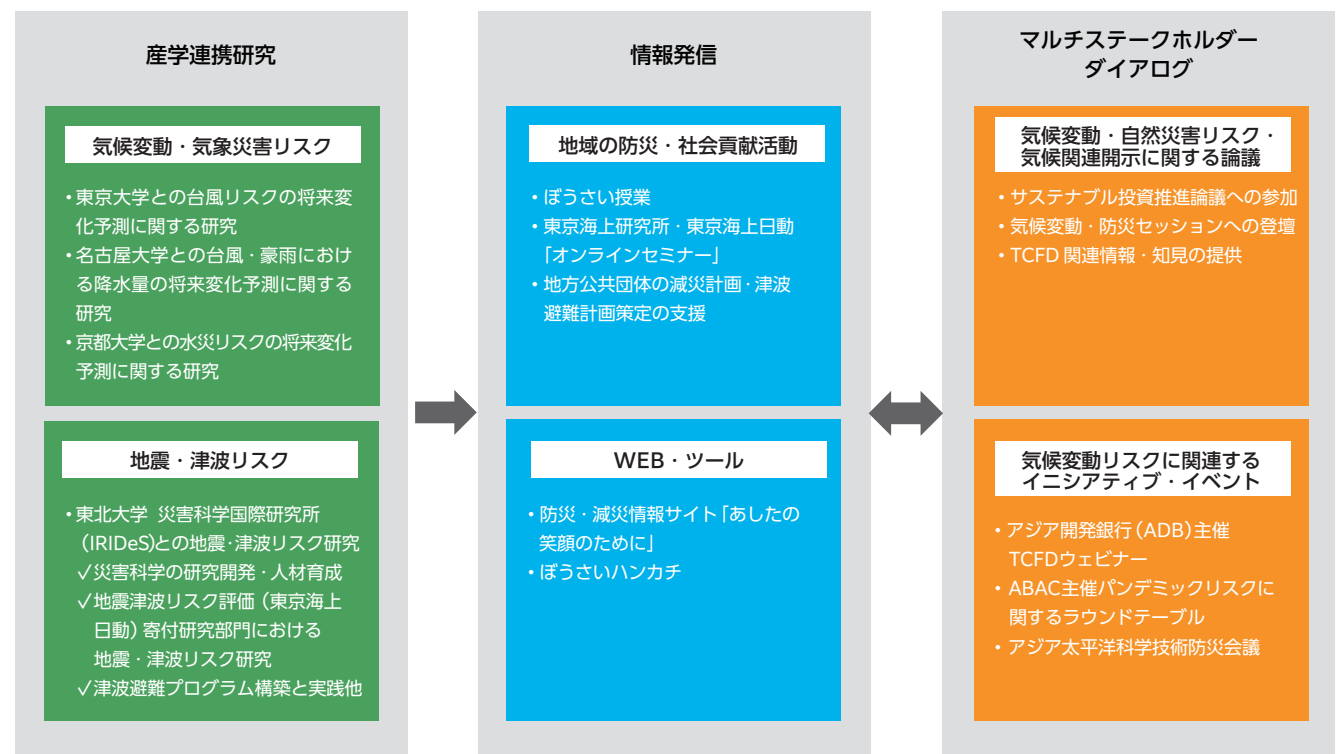 産学連携研究
気候変動・気象災害リスク
・東京大学との台風リスクの将来変
化予測に関する研究
・名古屋大学との台風・豪雨におけ
る降水量の将来変化予測に関する
研究
・京都大学との水災リスクの将来変化
予測に関する研究
地震・津波リスク
・東北大学 災害科学国際研究所
(IRIDeS)との地震・津波リスク研究
✓災害科学の研究開発・人材育成
✓地震津波リスク評価(東京海上
日動)寄付研究部門における
地震・津波リスク研究
✓津波避難プログラム構築と実践他
情報発信
地域の防災・社会貢献活動
・ぼうさい授業
・東京海上研究所・東京海上日動
「オンラインセミナー」
・地方公共団体の減災計画・津波
避難計画策定の支援
WEB・ツール
・防災・減災情報サイト「あしたの
笑顔のために」
・ぼうさいハンカチ
マルチステークホルダー
ダイアログ
気候変動・自然災害リスク・
気候関連開示に関する論議
・サステナブル投資推進論議への参加
・気候変動・防災セッションへの登壇
・TCFD 関連情報・知見の提供
気候変動リスクに関連する
イニシアティブ・イベント
・アジア開発銀行(ADB)主催
TCFDウェビナー
・ABAC主催パンデミックリスクに
関するラウンドテーブル
・アジア太平洋科学技術防災会議